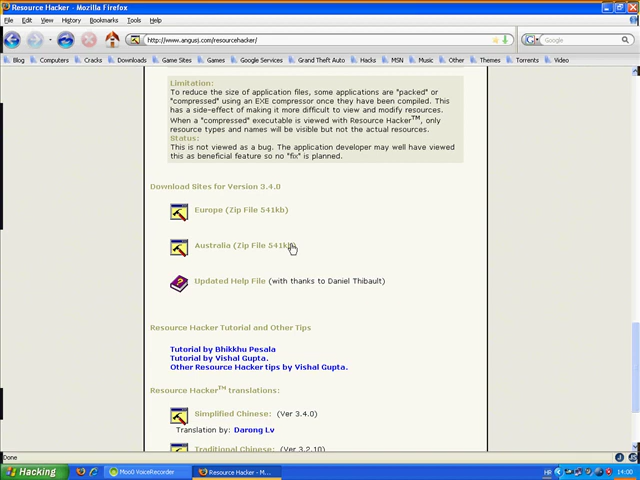 Resource Hacker - Mozilla Firefox
File Edit View History Bookmarks Tools Help
http://www.angusj.com/resourcehacker/
Google
Blog Computers Cracks Downloads Game Sites Games Google Services Grand Theft Auto Hacks MSN Music Other Themes Torrents Video
Limitation:
To reduce the size of application files, some applications are "packed" or
"compressed" using an EXE compressor once they have been compiled. This
has a side-effect of making it more difficult to view and modify resources.
When a "compressed" executable is viewed with Resource Hacker™, only
resource types and names will be visible but not the actual resources.
Status:
This is not viewed as a bug. The application developer may well have viewed
this as beneficial feature so no "fix" is planned.
Download Sites for Version 3.4.0
Europe (Zip File 541kb)
Australia (Zip File 541kb)
Updated Help File (with thanks to Daniel Thibault)
Resource Hacker Tutorial and Other Tips
Tutorial by Bhikkhu Pesala
Tutorial by Vishal Gupta.
Other Resource Hacker tips by Vishal Gupta.
Resource Hacker™ translations:
Simplified Chinese: (Ver 3.4.0)
Translation by: Darong Lv
Traditional Chinese: (Ver 3.2.10)
Done
Hacking
Moo0 VoiceRecorder
Resource Hacker - M...
HR
14:00